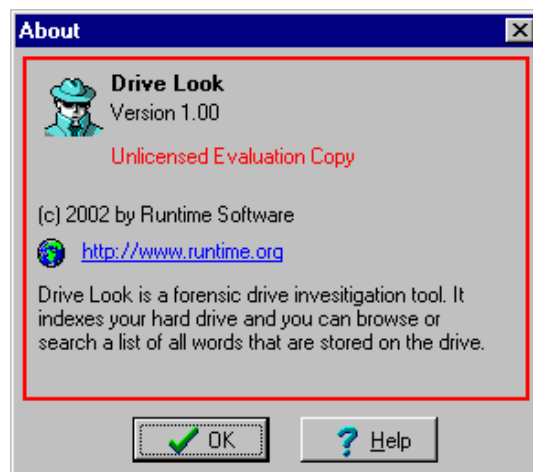 About
Drive Look
Version 1.00
Unlicensed Evaluation Copy
(c) 2002 by Runtime Software
http://www.runtime.org
Drive Look is a forensic drive invesitigation tool. It
indexes your hard drive and you can browse or
search a list of all words that are stored on the drive.
OK
Help